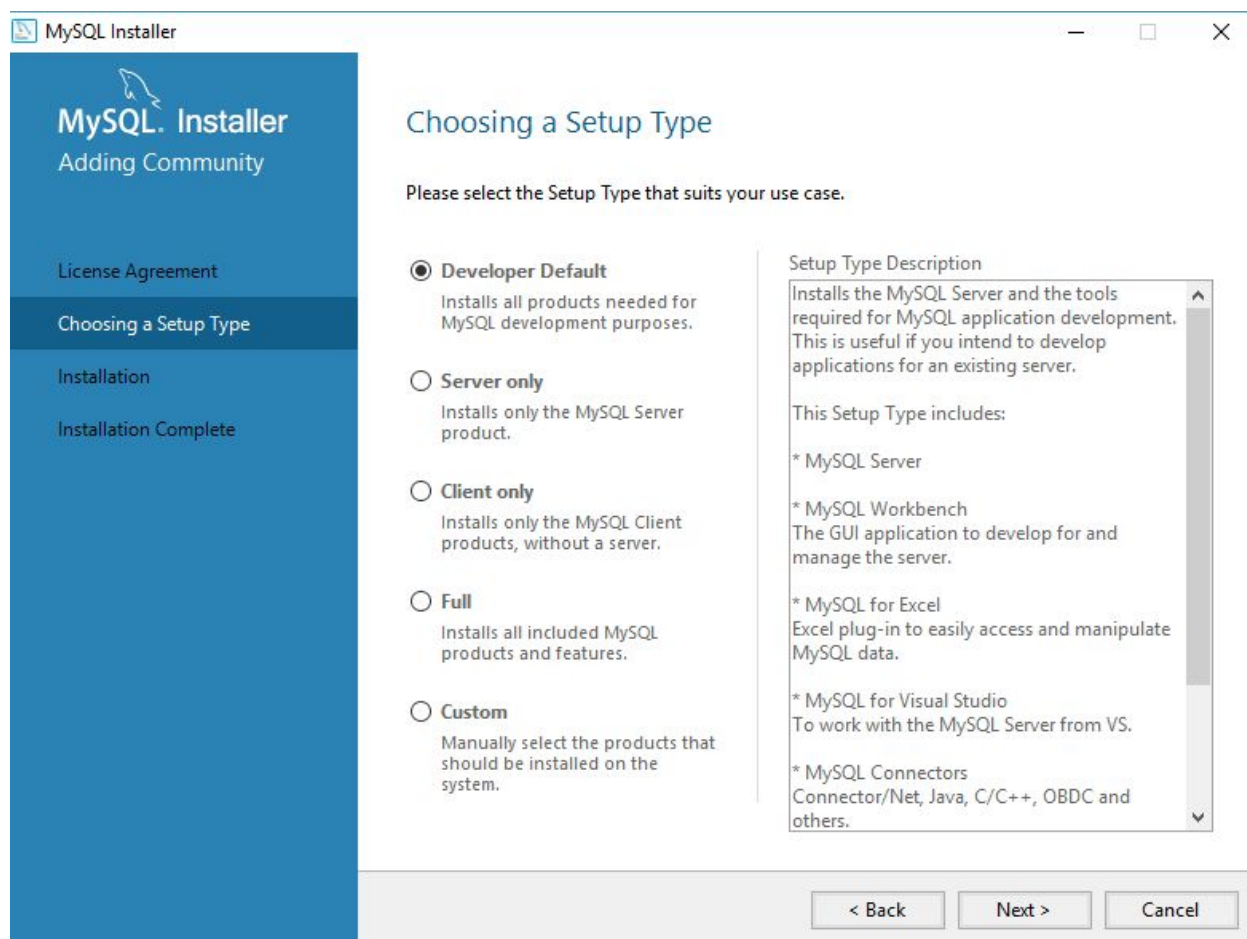 MySQL Installer
MySQL. Installer
Adding Community
License Agreement
Choosing a Setup Type
Installation
Installation Complete
Choosing a Setup Type
Please select the Setup Type that suits your use case.
Developer Default
Installs all products needed for
MySQL development purposes.
Server only
Installs only the MySQL Server
product.
Client only
Installs only the MySQL Client
products, without a server.
Full
Installs all included MySQL
products and features.
Custom
Manually select the products that
should be installed on the
system.
Setup Type Description
Installs the MySQL Server and the tools
required for MySQL application development.
This is useful if you intend to develop
applications for an existing server.
This Setup Type includes:
* MySQL Server
* MySQL Workbench
The GUI application to develop for and
manage the server.
* MySQL for Excel
Excel plug-in to easily access and manipulate
MySQL data.
* MySQL for Visual Studio
To work with the MySQL Server from VS.
* MySQL Connectors
Connector/Net, Java, C/C++, OBDC and
others.
< Back
Next >
Cancel